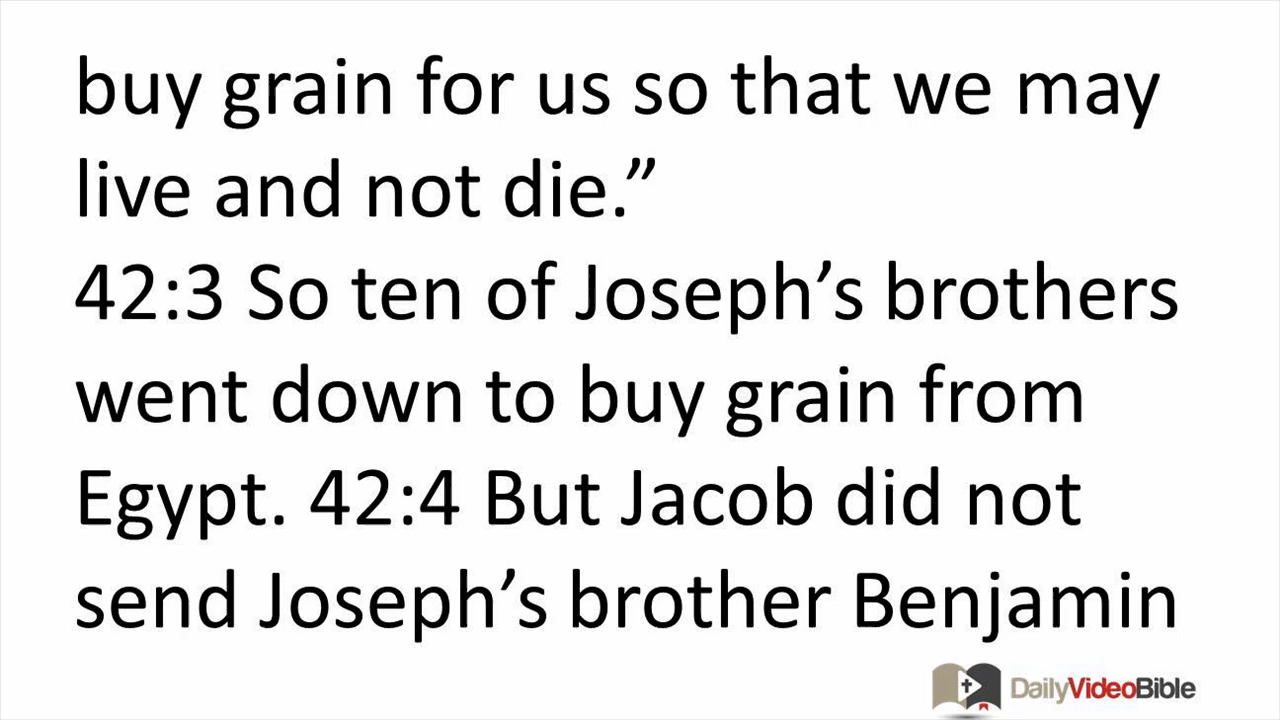 buy grain for us so that we may
live and not die.”
42:3 So ten of Joseph’s brothers
went down to buy grain from
Egypt. 42:4 But Jacob did not
send Joseph’s brother Benjamin
DailyVideoBible